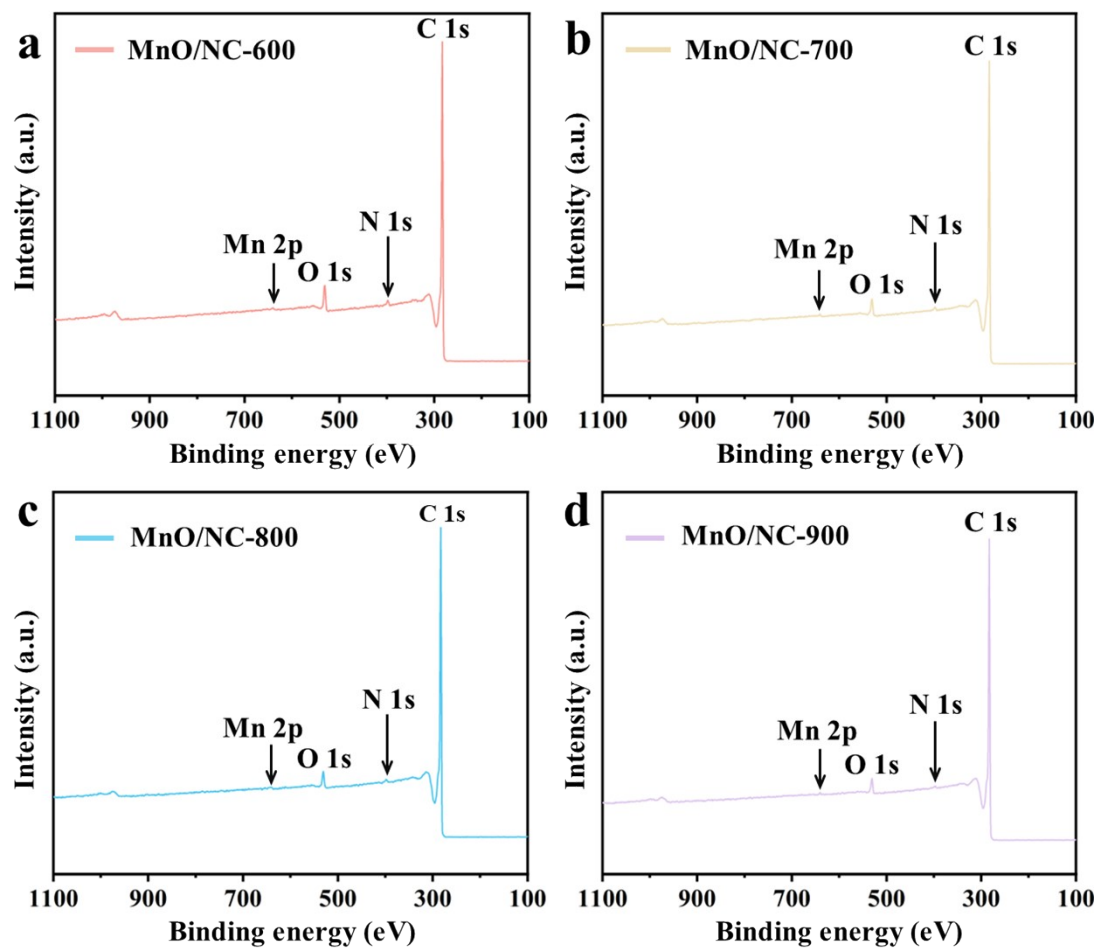 a
MnO/NC-600
C 1s
N 1s
Mn 2p
O 1s
Intensity (a.u.)
1100 900 700 500 300 100
Binding energy (eV)
b
MnO/NC-700
C 1s
N 1s
Mn 2p
O 1s
Intensity (a.u.)
1100 900 700 500 300 100
Binding energy (eV)
c
MnO/NC-800
C 1s
N 1s
Mn 2p
O 1s
Intensity (a.u.)
1100 900 700 500 300 100
Binding energy (eV)
d
MnO/NC-900
C 1s
N 1s
Mn 2p
O 1s
Intensity (a.u.)
1100 900 700 500 300 100
Binding energy (eV)